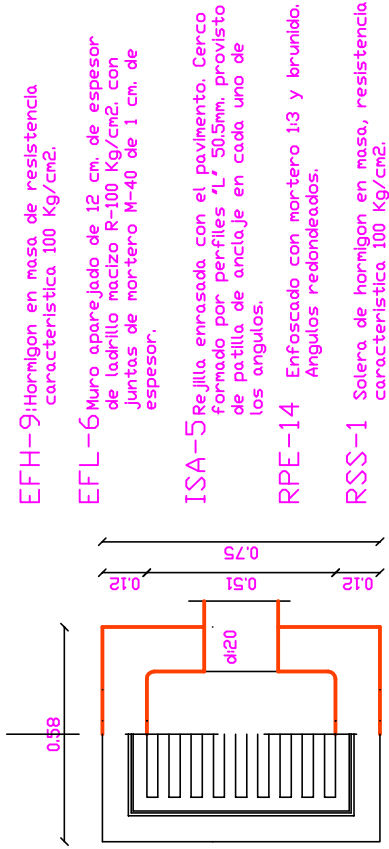 EFH-9:Hormigon en masa de resistencia
caracteristica 100 Kg/cm2.
EFL-6 Muro aparejado de 12 cm. de espesor
de ladrillo macizo R-100 Kg/cm2. con
juntas de mortero M-40 de 1 cm. de
espesor.
ISA-5 Rejilla enrasada con el pavimento. Cerco
formado por perfiles "L" 50.5mm. provisto
de patilla de anclaje en cada uno de
los angulos.
RPE-14 Enfoscado con mortero 1:3 y brunido.
Angulos redondeados.
RSS-1 Solera de hormigon en masa, resistencia
caracteristica 100 Kg/cm2.
0.58
0.12
0.51
0.12
0.75
d:20